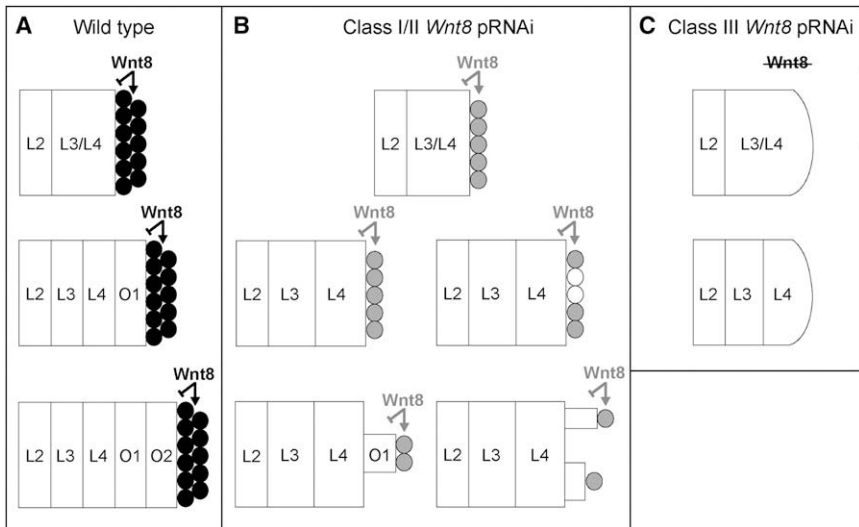 A Wild type
Wnt8
L2 L3/L4
Wnt8
L2 L3 L4 O1
Wnt8
L2 L3 L4 O1 O2
B Class I/II Wnt8 pRNAi
Wnt8
L2 L3/L4
Wnt8 Wnt8
L2 L3 L4 L2 L3 L4
Wnt8 Wnt8
L2 L3 L4 O1 L2 L3 L4
C Class III Wnt8 pRNAi
Wnt8
L2 L3/L4
L2 L3 L4